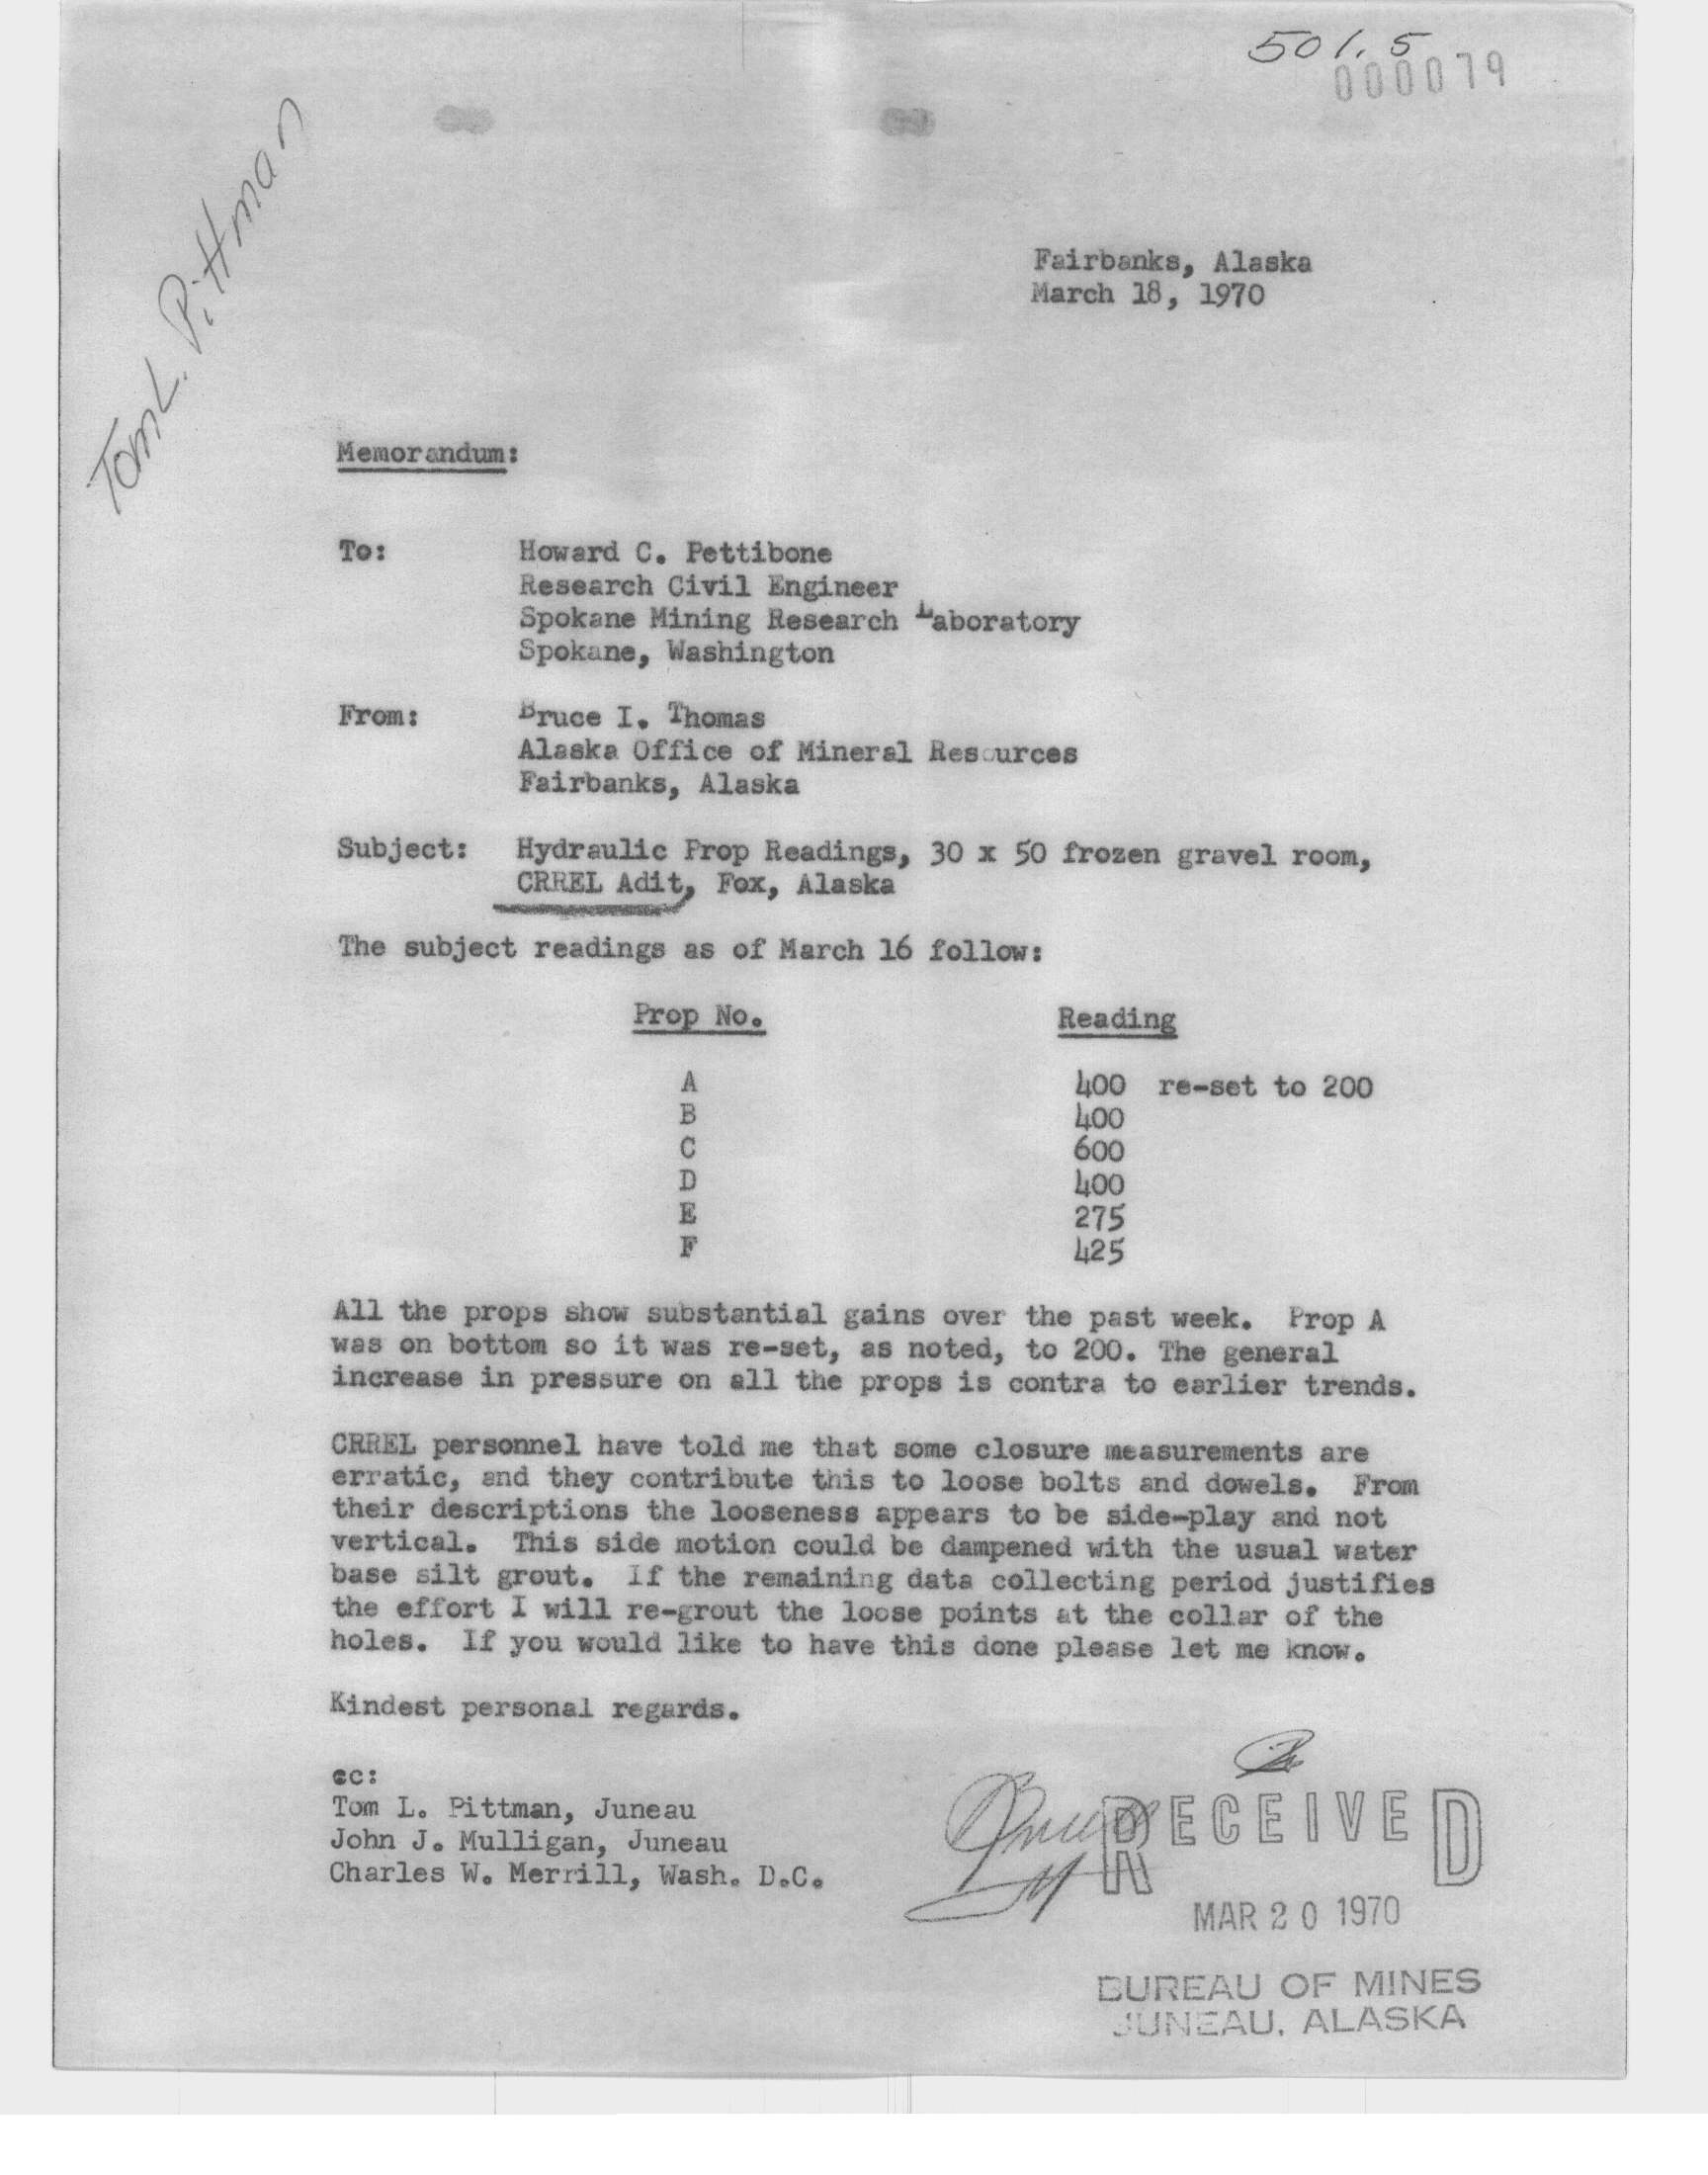 501.5
000079
Tom L. Pittman
Fairbanks, Alaska
March 18, 1970
Memorandum:
To: Howard C. Pettibone
Research Civil Engineer
Spokane Mining Research Laboratory
Spokane, Washington
From: Bruce I. Thomas
Alaska Office of Mineral Resources
Fairbanks, Alaska
Subject: Hydraulic Prop Readings, 30 x 50 frozen gravel room,
CRREL Adit, Fox, Alaska
The subject readings as of March 16 follow:
Prop No. Reading
A 400 re-set to 200
B 400
C 600
D 400
E 275
F 425
All the props show substantial gains over the past week. Prop A
was on bottom so it was re-set, as noted, to 200. The general
increase in pressure on all the props is contra to earlier trends.
CRREL personnel have told me that some closure measurements are
erratic, and they contribute this to loose bolts and dowels. From
their descriptions the looseness appears to be side-play and not
vertical. This side motion could be dampened with the usual water
base silt grout. If the remaining data collecting period justifies
the effort I will re-grout the loose points at the collar of the
holes. If you would like to have this done please let me know.
Kindest personal regards.
cc:
Tom L. Pittman, Juneau
John J. Mulligan, Juneau
Charles W. Merrill, Wash. D.C.
Bruce
RECEIVED
MAR 20 1970
BUREAU OF MINES
JUNEAU, ALASKA